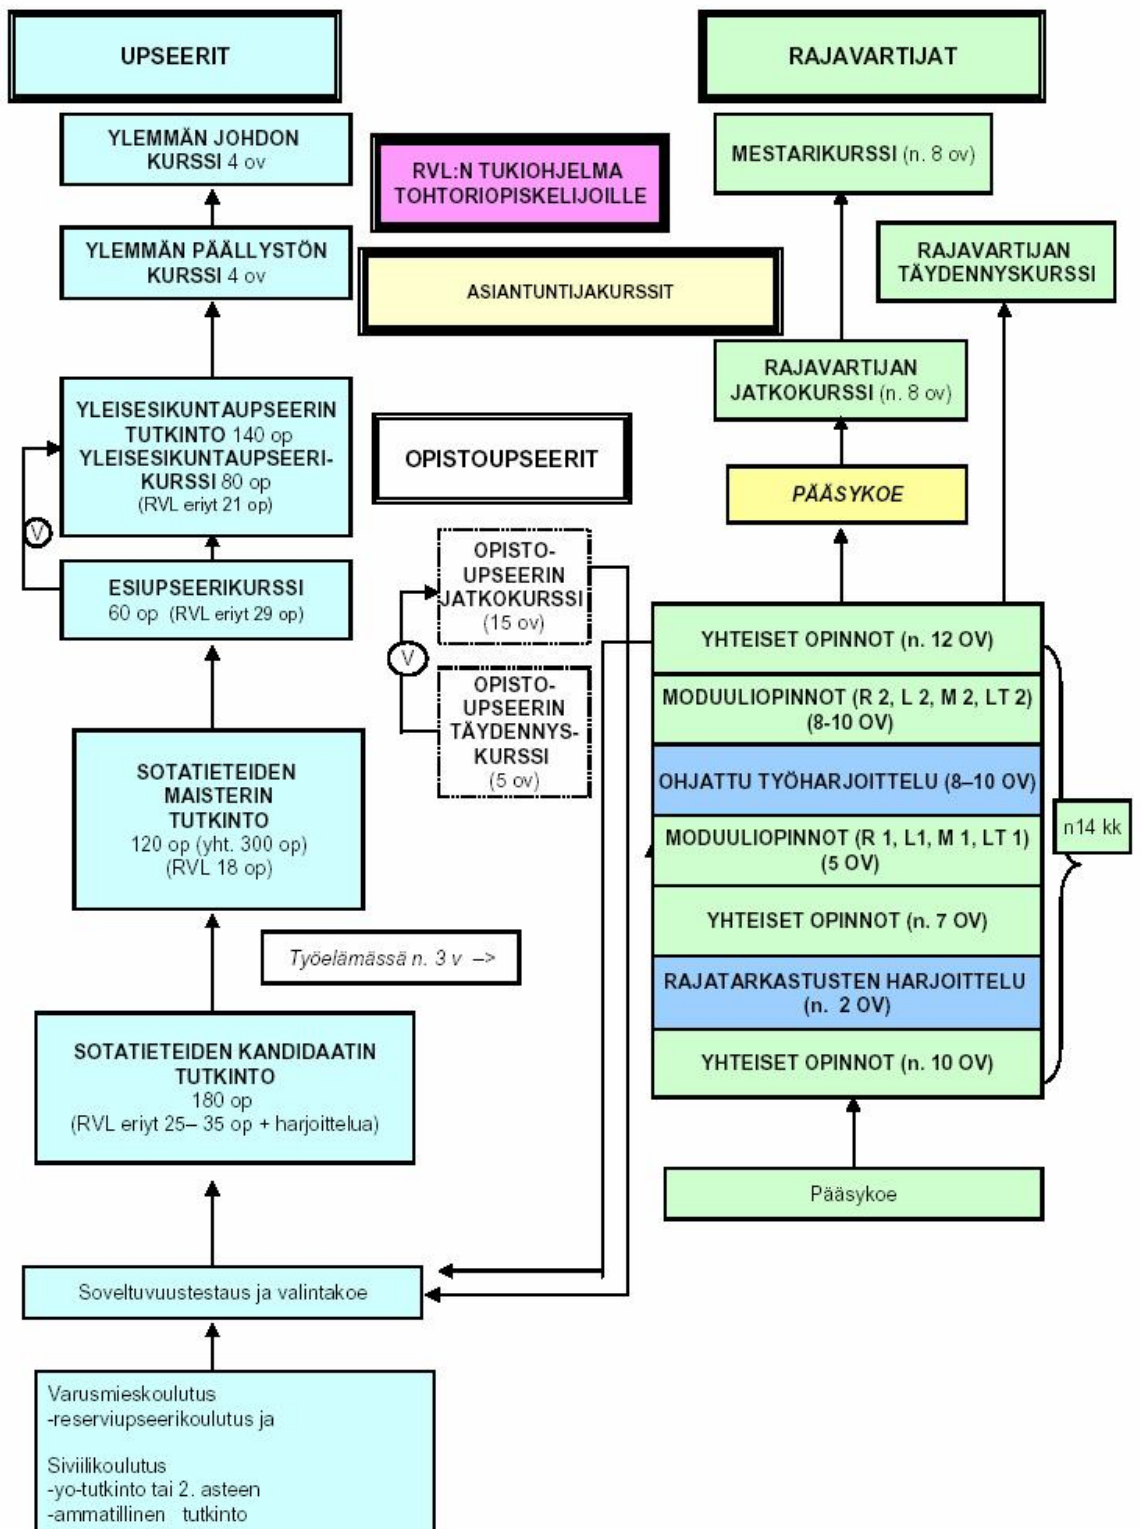 UPSEERIT
YLEMMÄN JOHDON
KURSSI 4 ov
YLEMMÄN PÄÄLLYSTÖN
KURSSI 4 ov
YLEISESIKUNTAUPSEERIN
TUTKINTO 140 op
YLEISESIKUNTAUPSEERI-
KURSSI 80 op
(RVL eriyt 21 op)
V
ESIUPSEERIKURSSI
60 op (RVL eriyt 29 op)
SOTATIETEIDEN
MAISTERIN
TUTKINTO
120 op (yht. 300 op)
(RVL 18 op)
Työelämässä n. 3 v –>
SOTATIETEIDEN KANDIDAATIN
TUTKINTO
180 op
(RVL eriyt 25– 35 op + harjoittelua)
Soveltuvuustestaus ja valintakoe
Varusmieskoulutus
-reserviupseerikoulutus ja
Siviilikoulutus
-yo-tutkinto tai 2. asteen
-ammatillinen tutkinto
RVL:N TUKIOHJELMA
TOHTORIOPISKELIJOILLE
ASIANTUNTIJAKURSSIT
OPISTOUPSEERIT
OPISTO-
UPSEERIN
JATKOKURSSI
(15 ov)
V
OPISTO-
UPSEERIN
TÄYDENNYS-
KURSSI
(5 ov)
RAJAVARTIJAT
MESTARIKURSSI (n. 8 ov)
RAJAVARTIJAN
TÄYDENNYSKURSSI
RAJAVARTIJAN
JATKOKURSSI (n. 8 ov)
PÄÄSYKOE
YHTEISET OPINNOT (n. 12 OV)
MODUULIOPINNOT (R 2, L 2, M 2, LT 2)
(8-10 OV)
OHJATTU TYÖHARJOITTELU (8–10 OV)
MODUULIOPINNOT (R 1, L1, M 1, LT 1)
(5 OV)
n14 kk
YHTEISET OPINNOT (n. 7 OV)
RAJATARKASTUSTEN HARJOITTELU
(n. 2 OV)
YHTEISET OPINNOT (n. 10 OV)
Pääsykoe